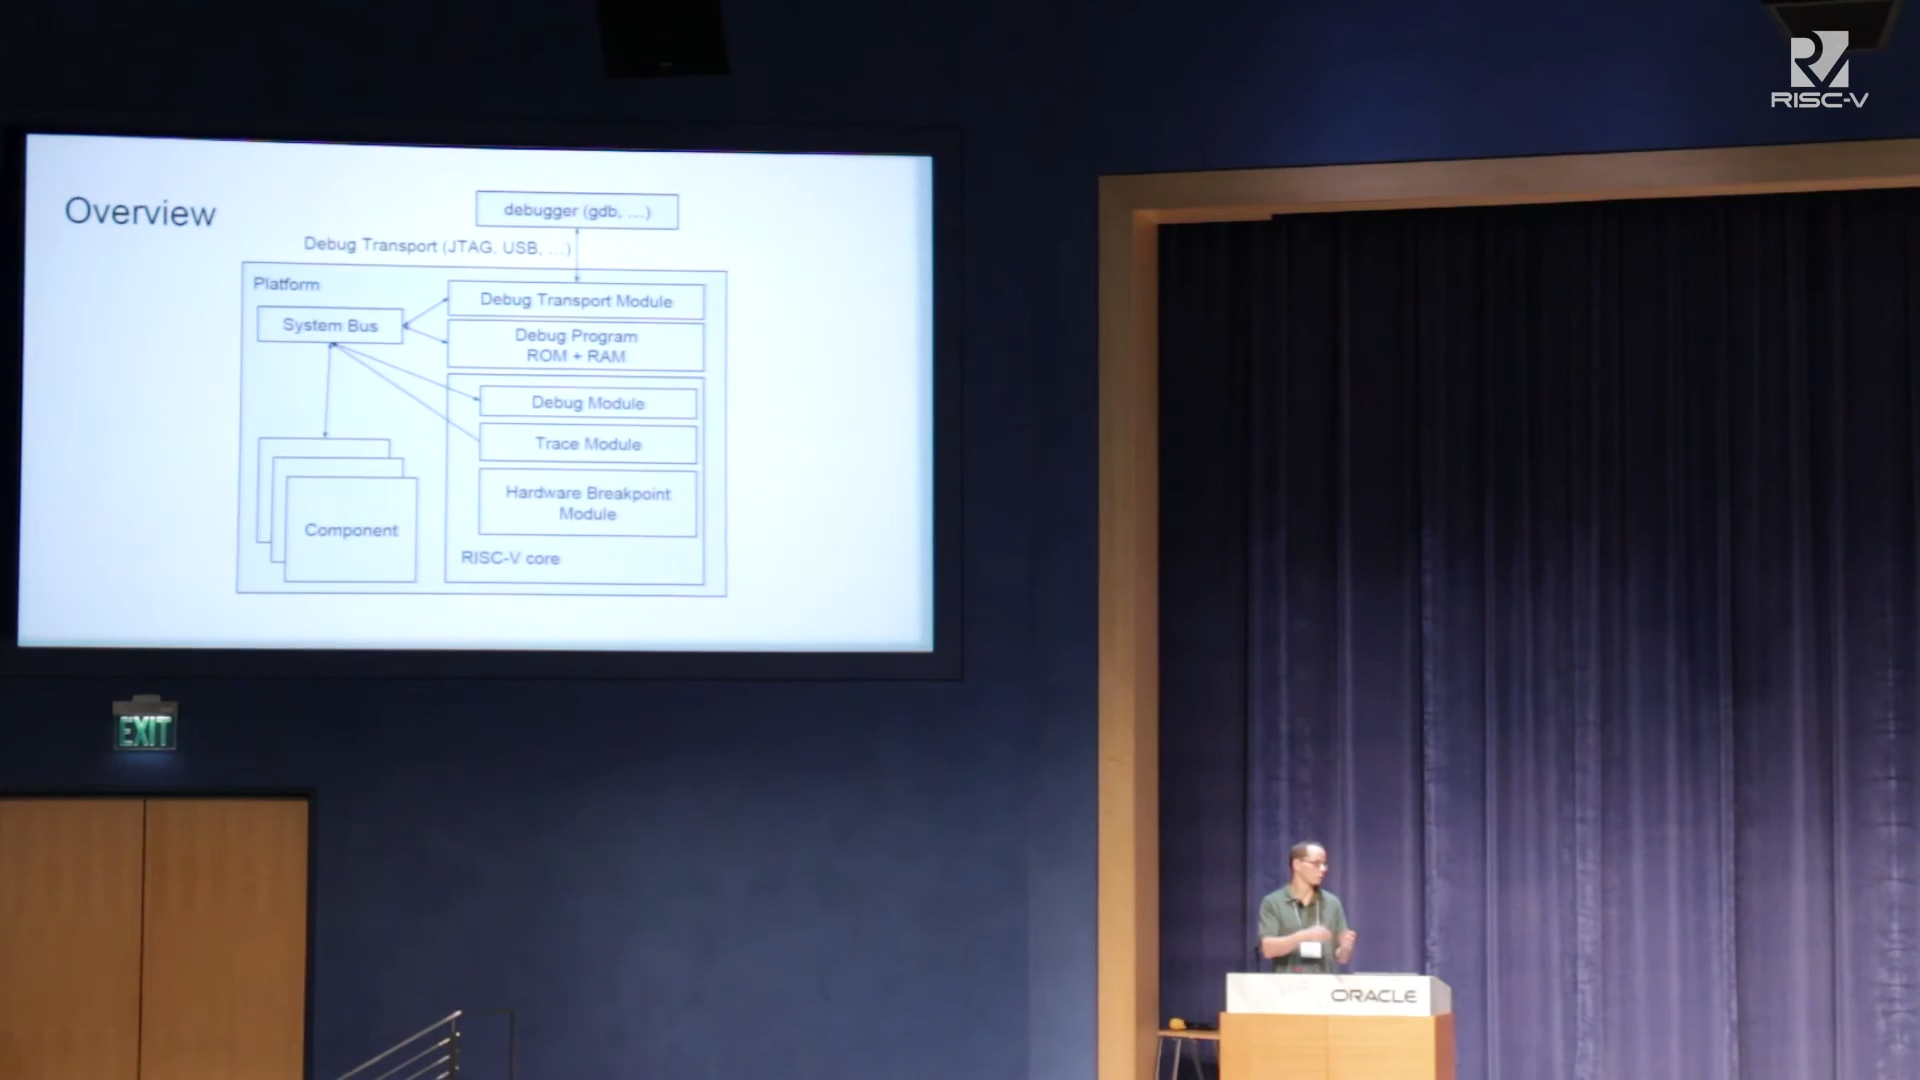 RISC-V
Overview
debugger (gdb, ...)
Debug Transport (JTAG, USB, ...)
Platform
System Bus
Debug Transport Module
Debug Program
ROM + RAM
Debug Module
Trace Module
Hardware Breakpoint
Module
Component
RISC-V core
EXIT
ORACLE